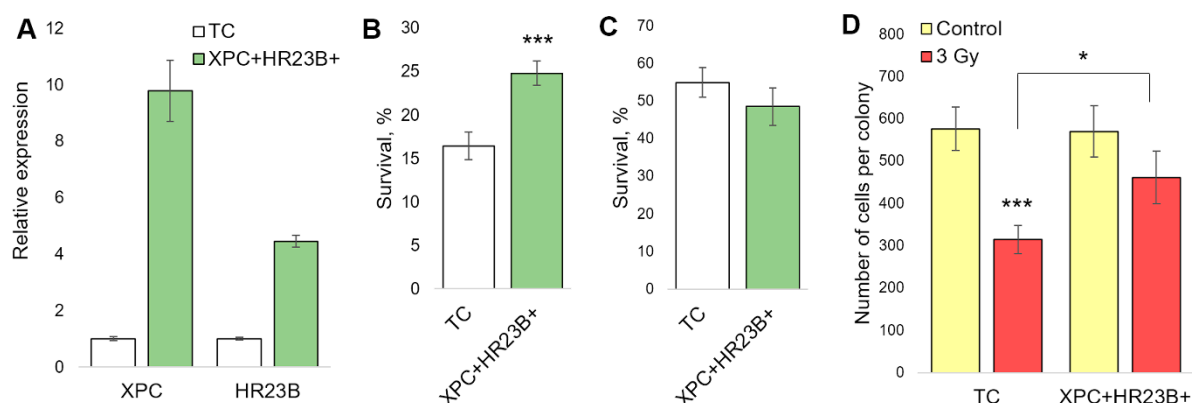 A
TC
XPC+HR23B+
Relative expression
12
10
8
6
4
2
0
XPC
HR23B
B
Survival, %
30
25
20
15
10
5
0
***
TC
XPC+HR23B+
C
Survival, %
70
60
50
40
30
20
10
0
TC
XPC+HR23B+
D
Control
3 Gy
Number of cells per colony
800
700
600
500
400
300
200
100
0
***
*
TC
XPC+HR23B+